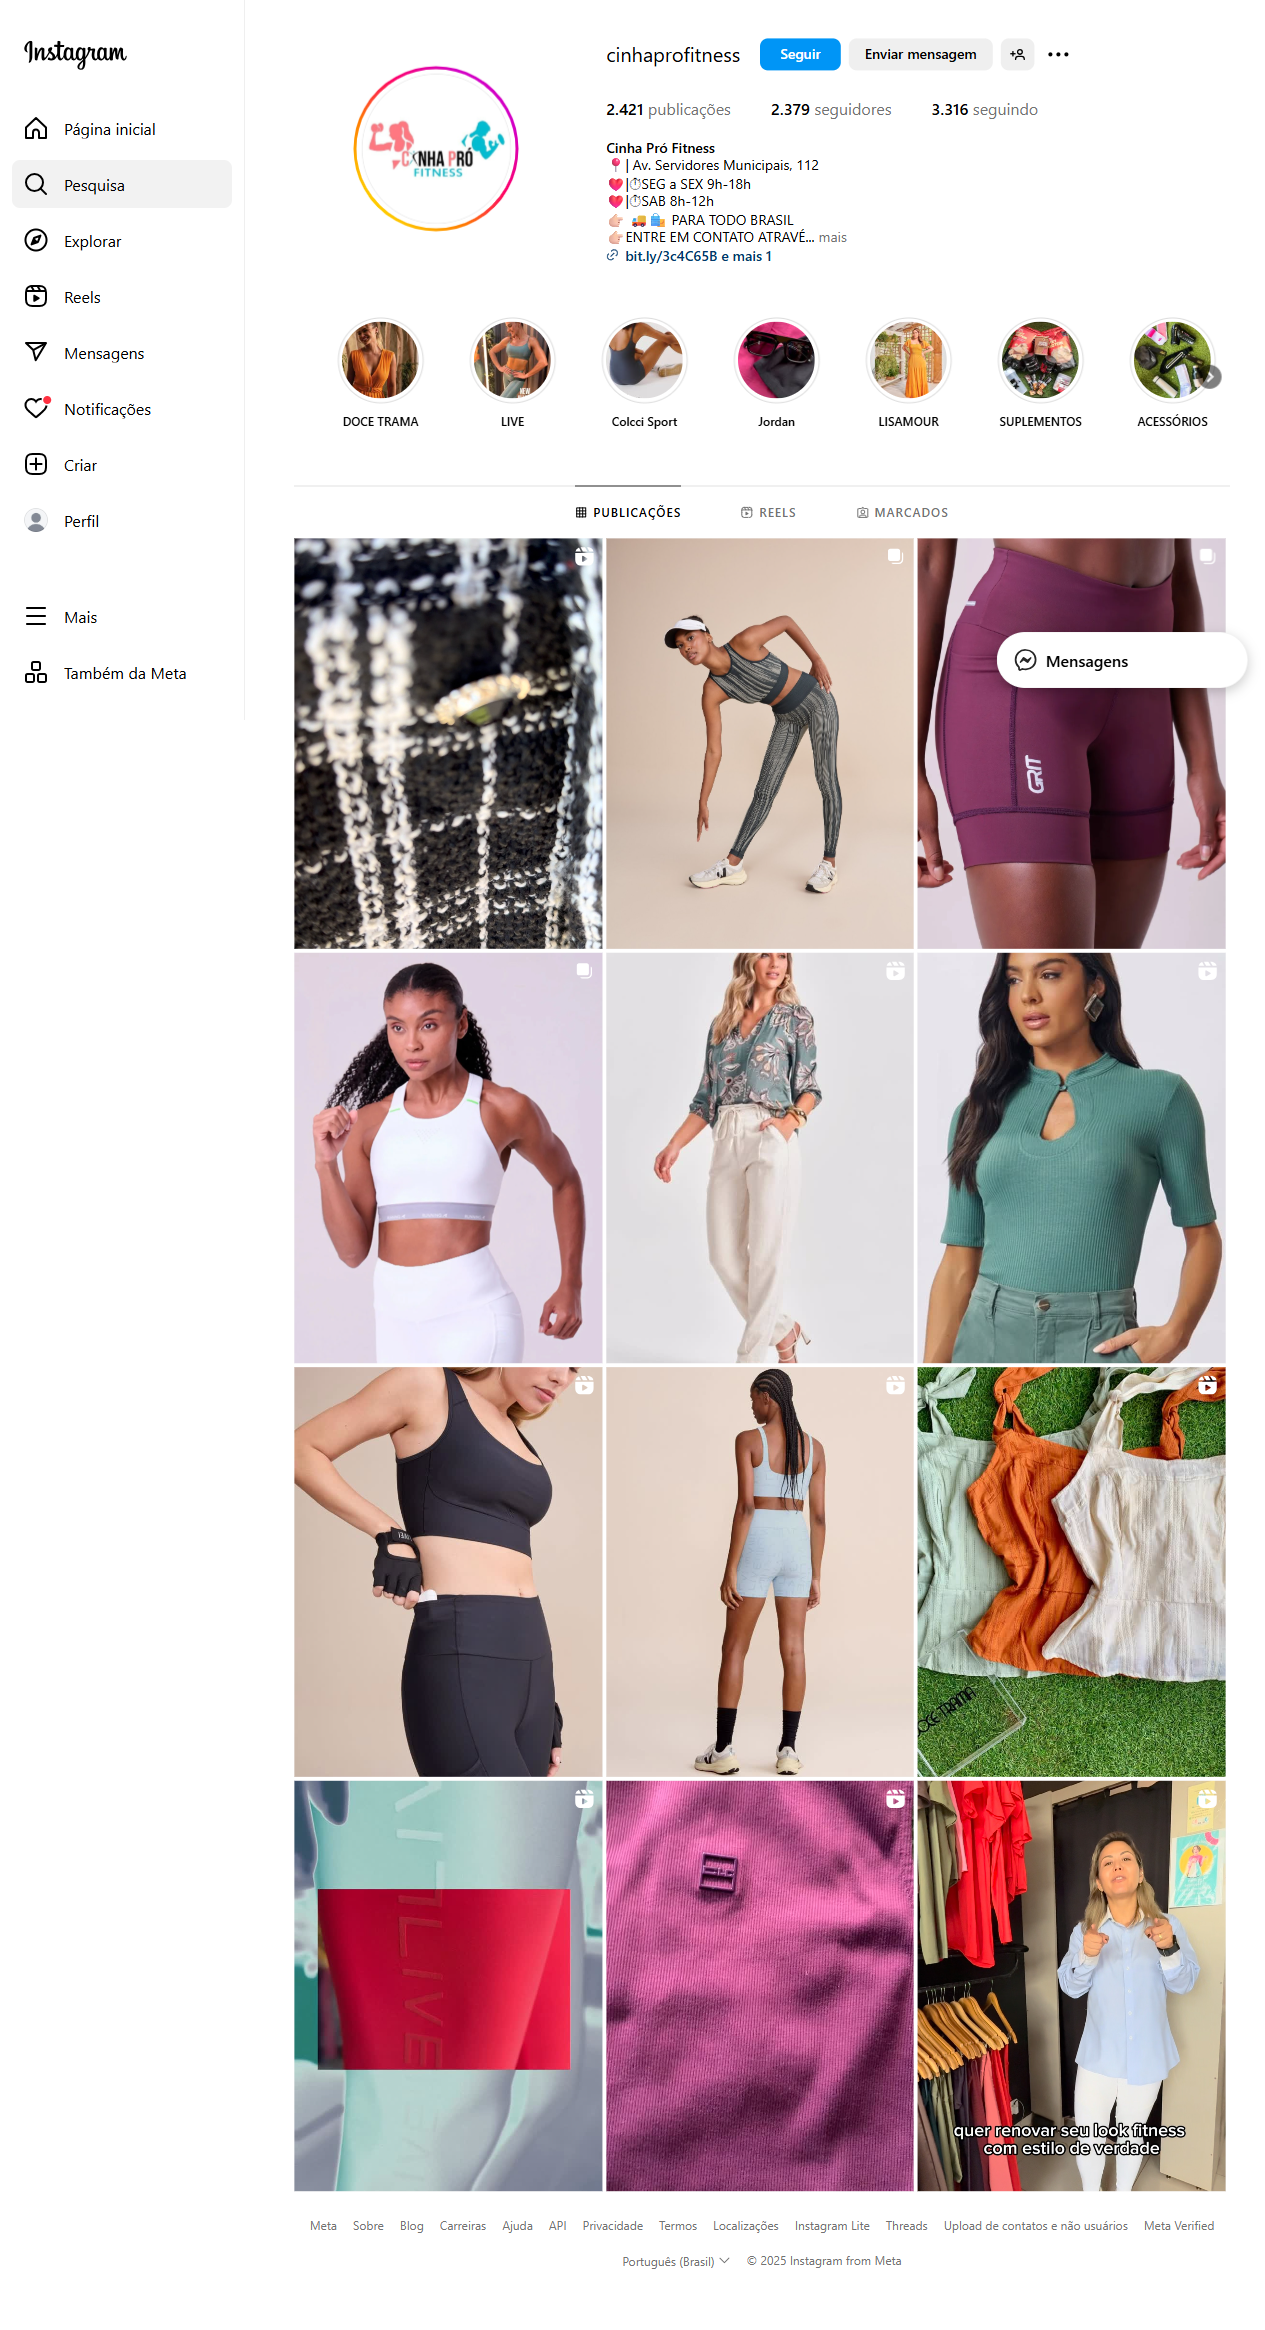 Instagram
Página inicial
Pesquisa
Explorar
Reels
Mensagens
Notificações
Criar
Perfil
Mais
Também da Meta
cinhaprofitness
Seguir
Enviar mensagem
2.421 publicações
2.379 seguidores
3.316 seguindo
CINHA PRÓ
FITNESS
Cinha Pró Fitness
📍| Av. Servidores Municipais, 112
❤️|⏱SEG a SEX 9h-18h
❤️|⏱SAB 8h-12h
👉🏻 🚚🛍️ PARA TODO BRASIL
👉🏻ENTRE EM CONTATO ATRAVÉ... mais
bit.ly/3c4C65B e mais 1
NEW
DOCE TRAMA
LIVE
Colcci Sport
Jordan
LISAMOUR
SUPLEMENTOS
ACESSÓRIOS
PUBLICAÇÕES
REELS
MARCADOS
Mensagens
GRIT
DOCE TRAMA
LIVE
quer renovar seu look fitness
com estilo de verdade
Meta
Sobre
Blog
Carreiras
Ajuda
API
Privacidade
Termos
Localizações
Instagram Lite
Threads
Upload de contatos e não usuários
Meta Verified
Português (Brasil)
© 2025 Instagram from Meta